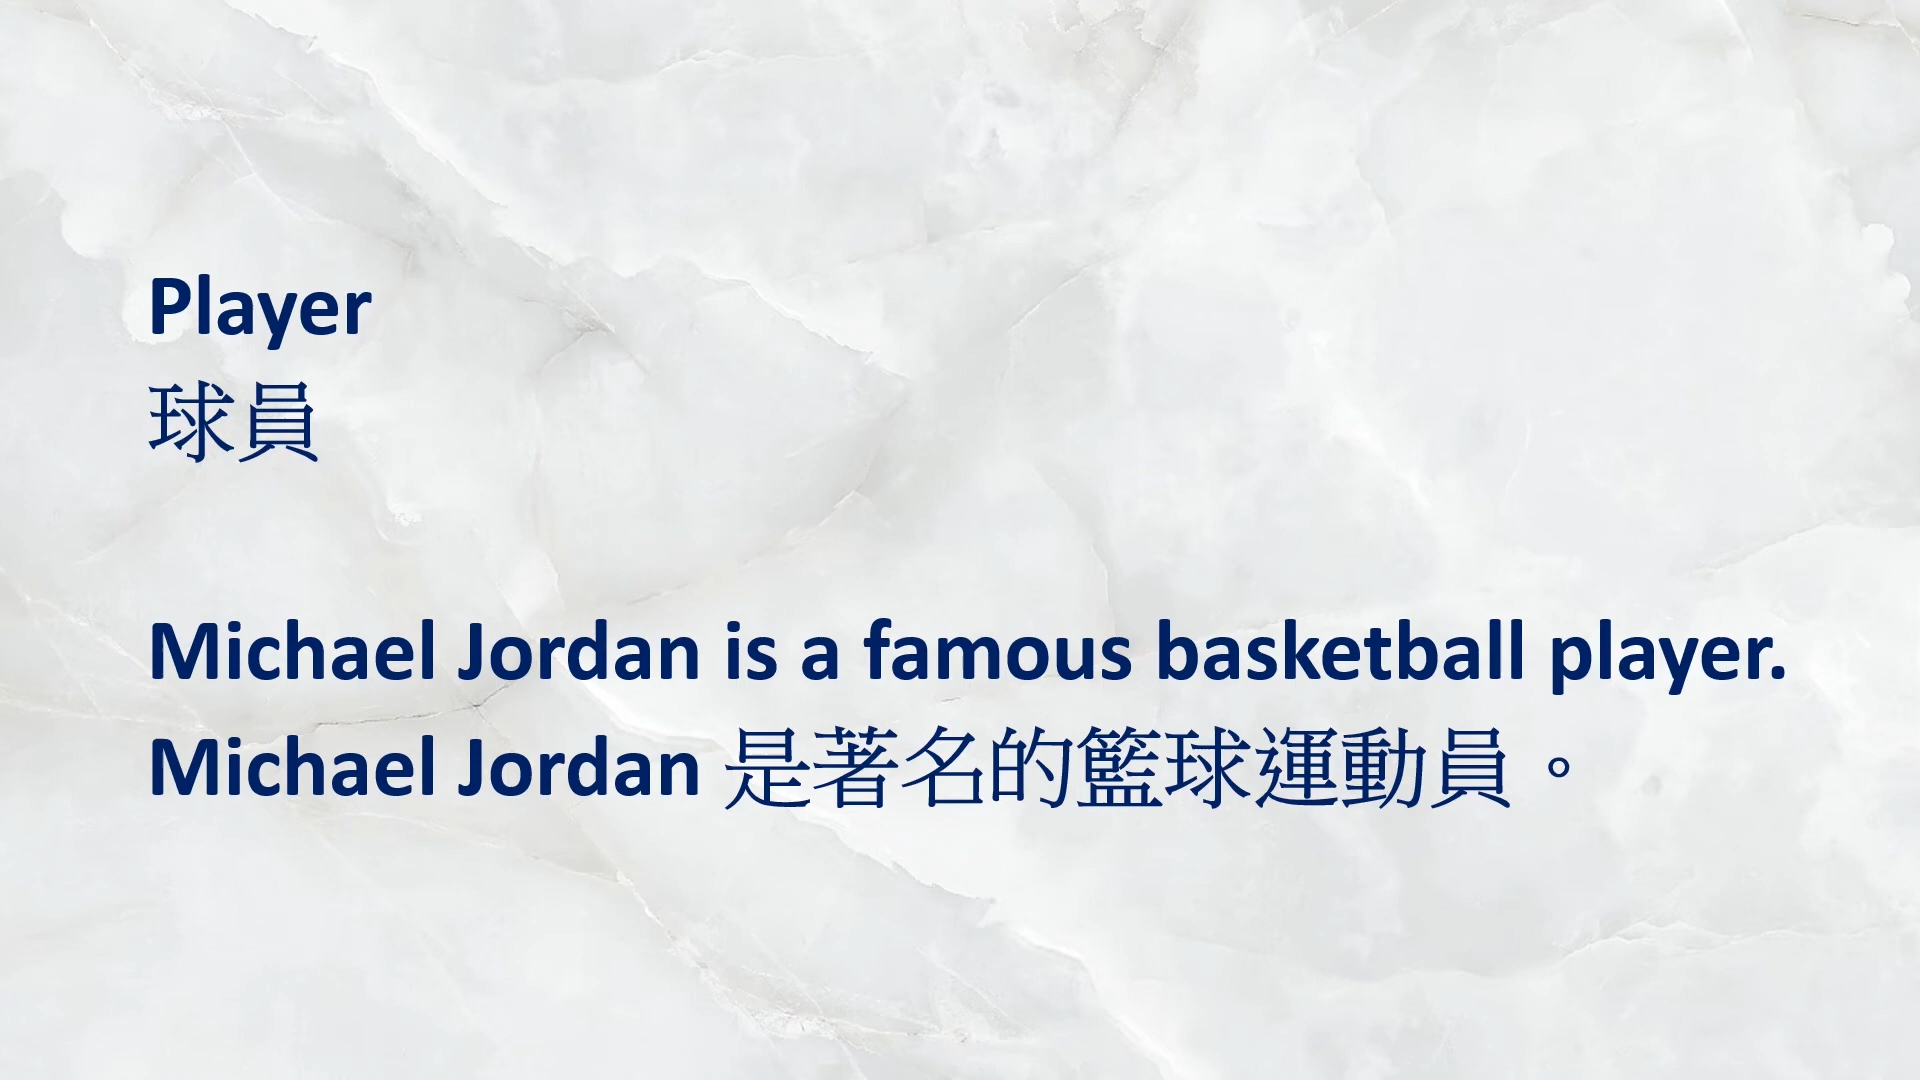 Player
球員
Michael Jordan is a famous basketball player.
Michael Jordan 是著名的籃球運動員。